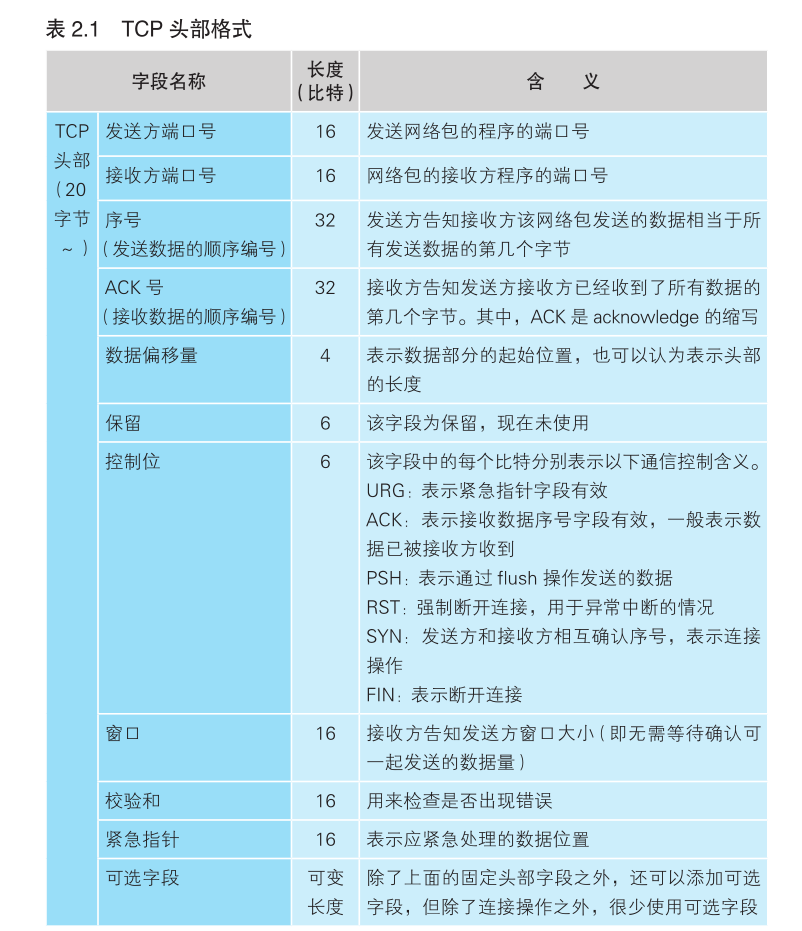 表 2.1 TCP 头部格式
字段名称
长度
（比特）
含 义
TCP
头部
（20
字节
～）
发送方端口号
16
发送网络包的程序的端口号
接收方端口号
16
网络包的接收方程序的端口号
序号
（发送数据的顺序编号）
32
发送方告知接收方该网络包发送的数据相当于所
有发送数据的第几个字节
ACK 号
（接收数据的顺序编号）
32
接收方告知发送方接收方已经收到了所有数据的
第几个字节。其中，ACK 是 acknowledge 的缩写
数据偏移量
4
表示数据部分的起始位置，也可以认为表示头部
的长度
保留
6
该字段为保留，现在未使用
控制位
6
该字段中的每个比特分别表示以下通信控制含义。
URG：表示紧急指针字段有效
ACK：表示接收数据序号字段有效，一般表示数
据已被接收方收到
PSH：表示通过 flush 操作发送的数据
RST：强制断开连接，用于异常中断的情况
SYN：发送方和接收方相互确认序号，表示连接
操作
FIN：表示断开连接
窗口
16
接收方告知发送方窗口大小（即无需等待确认可
一起发送的数据量）
校验和
16
用来检查是否出现错误
紧急指针
16
表示应紧急处理的数据位置
可选字段
可变
长度
除了上面的固定头部字段之外，还可以添加可选
字段，但除了连接操作之外，很少使用可选字段